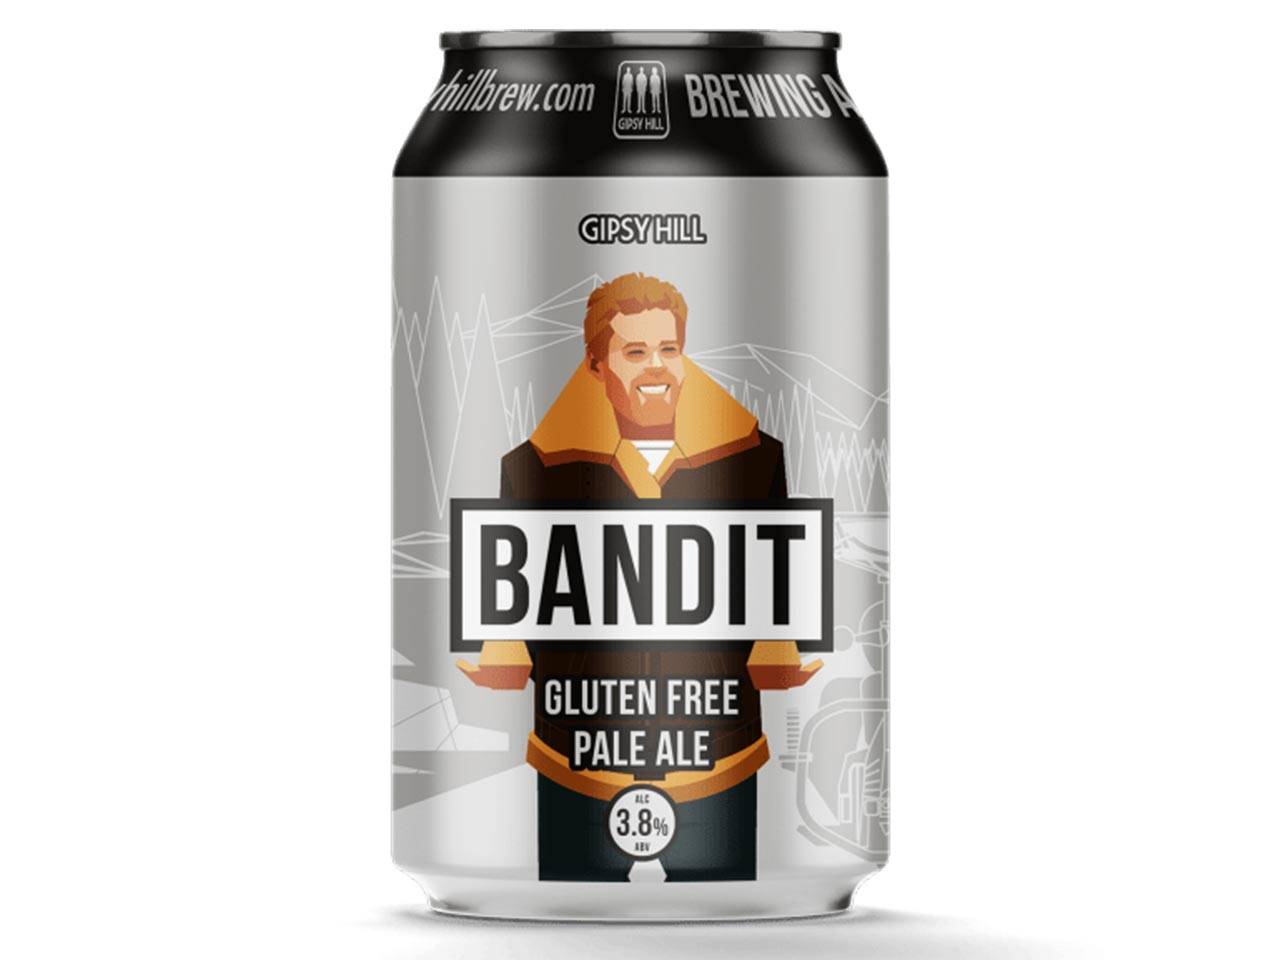 hillbrew.com
GIPSY HILL
BREWING
GIPSY HILL
BANDIT
GLUTEN FREE
PALE ALE
ALC
3.8%
ABV